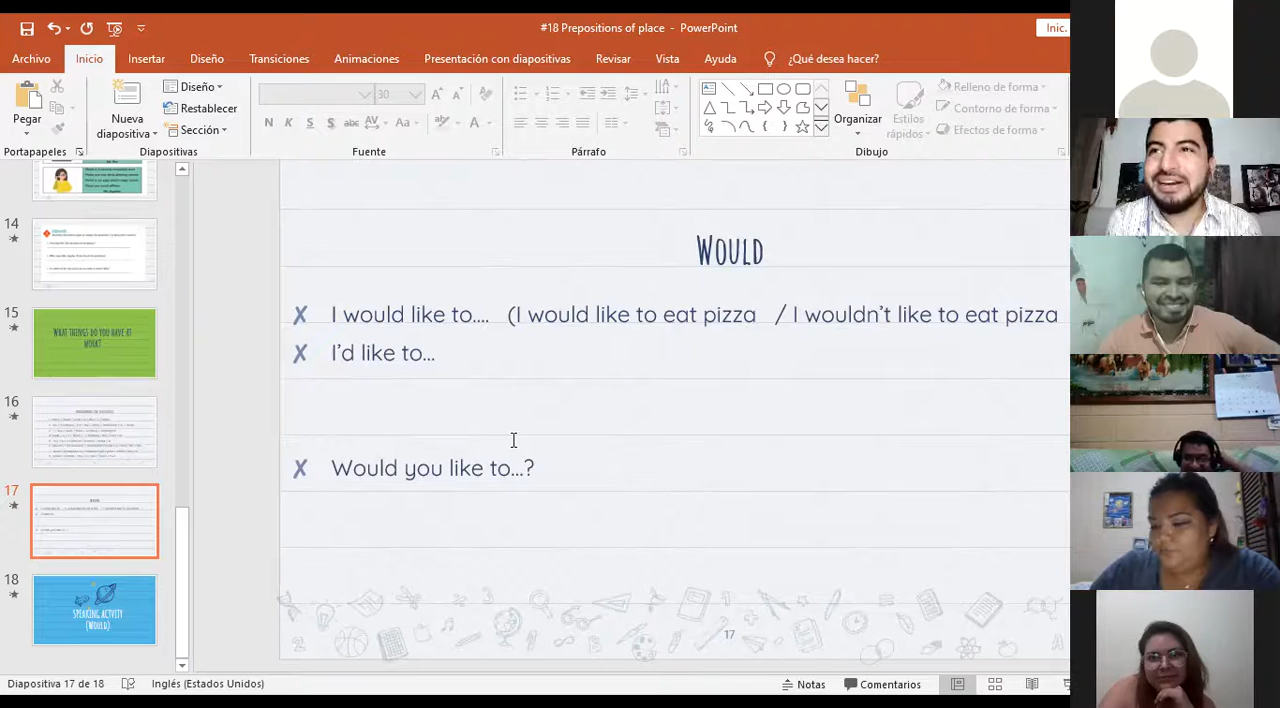 #18 Prepositions of place - PowerPoint
Inic.
Archivo Inicio Insertar Diseño Transiciones Animaciones Presentación con diapositivas Revisar Vista Ayuda ¿Qué desea hacer?
Pegar
Nueva diapositiva
Diseño
Restablecer
Sección
30
N K S S abc AV Aa A
Organizar
Estilos rápidos
Relleno de forma
Contorno de forma
Efectos de forma
Portapapeles Diapositivas Fuente Párrafo Dibujo
14
15
WHAT THINGS DO YOU HAVE AT WORK?
16
17
18
SPEAKING ACTIVITY
(WOULD)
WOULD
✗ I would like to.... (I would like to eat pizza / I wouldn't like to eat pizza
✗ I'd like to...
✗ Would you like to...?
17
Diapositiva 17 de 18 Inglés (Estados Unidos) Notas Comentarios